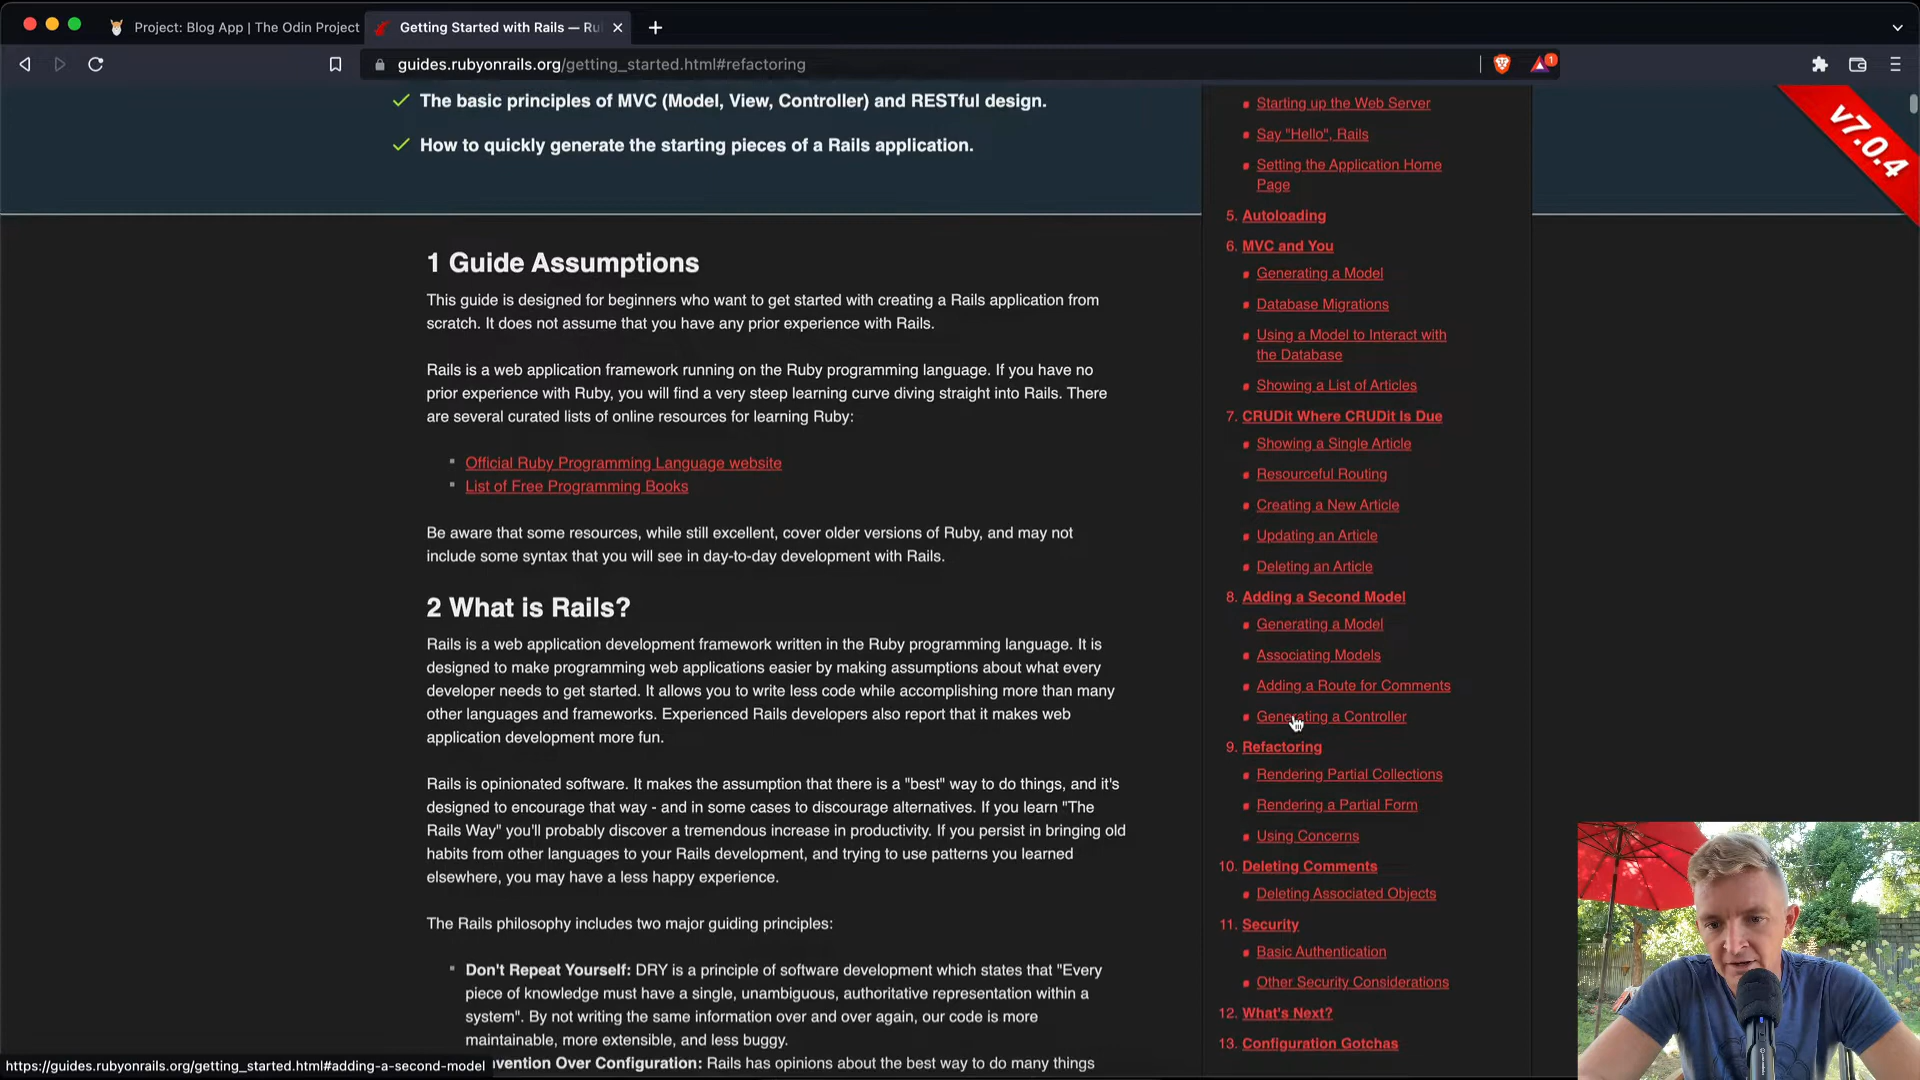 Project: Blog App | The Odin Project
Getting Started with Rails — Ru
guides.rubyonrails.org/getting_started.html#refactoring
1
The basic principles of MVC (Model, View, Controller) and RESTful design.
How to quickly generate the starting pieces of a Rails application.
v7.0.4
1 Guide Assumptions
This guide is designed for beginners who want to get started with creating a Rails application from
scratch. It does not assume that you have any prior experience with Rails.
Rails is a web application framework running on the Ruby programming language. If you have no
prior experience with Ruby, you will find a very steep learning curve diving straight into Rails. There
are several curated lists of online resources for learning Ruby:
Official Ruby Programming Language website
List of Free Programming Books
Be aware that some resources, while still excellent, cover older versions of Ruby, and may not
include some syntax that you will see in day-to-day development with Rails.
2 What is Rails?
Rails is a web application development framework written in the Ruby programming language. It is
designed to make programming web applications easier by making assumptions about what every
developer needs to get started. It allows you to write less code while accomplishing more than many
other languages and frameworks. Experienced Rails developers also report that it makes web
application development more fun.
Rails is opinionated software. It makes the assumption that there is a "best" way to do things, and it's
designed to encourage that way - and in some cases to discourage alternatives. If you learn "The
Rails Way" you'll probably discover a tremendous increase in productivity. If you persist in bringing old
habits from other languages to your Rails development, and trying to use patterns you learned
elsewhere, you may have a less happy experience.
The Rails philosophy includes two major guiding principles:
Don't Repeat Yourself: DRY is a principle of software development which states that "Every
piece of knowledge must have a single, unambiguous, authoritative representation within a
system". By not writing the same information over and over again, our code is more
maintainable, more extensible, and less buggy.
vention Over Configuration: Rails has opinions about the best way to do many things
Starting up the Web Server
Say "Hello", Rails
Setting the Application Home
Page
5. Autoloading
6. MVC and You
Generating a Model
Database Migrations
Using a Model to Interact with
the Database
Showing a List of Articles
7. CRUDit Where CRUDit Is Due
Showing a Single Article
Resourceful Routing
Creating a New Article
Updating an Article
Deleting an Article
8. Adding a Second Model
Generating a Model
Associating Models
Adding a Route for Comments
Generating a Controller
9. Refactoring
Rendering Partial Collections
Rendering a Partial Form
Using Concerns
10. Deleting Comments
Deleting Associated Objects
11. Security
Basic Authentication
Other Security Considerations
12. What's Next?
13. Configuration Gotchas
https://guides.rubyonrails.org/getting_started.html#adding-a-second-model